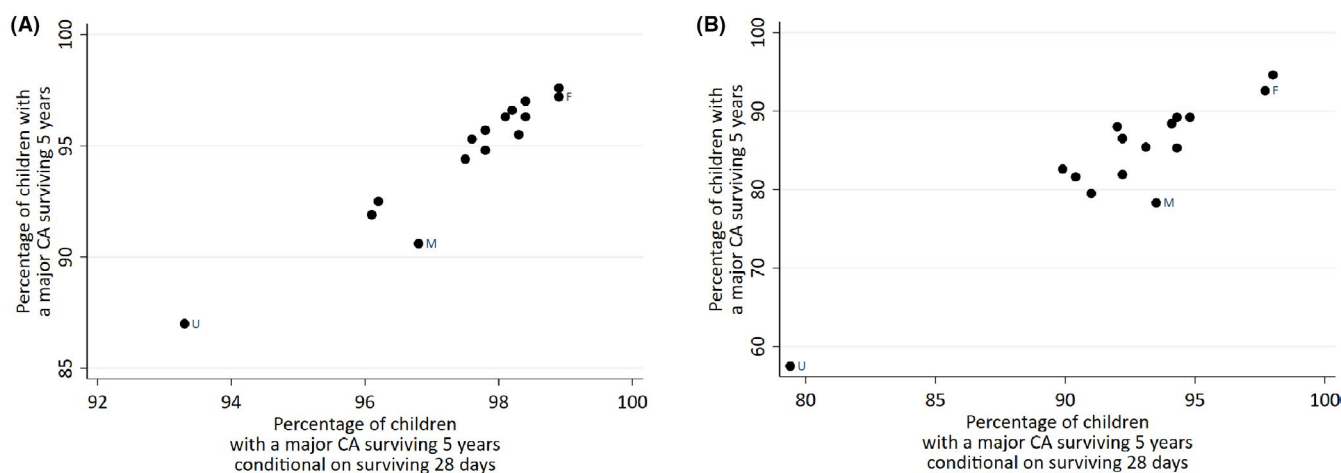 (A)
Percentage of children with
a major CA surviving 5 years
100
95
90
85
F
M
U
92
94
96
98
100
Percentage of children
with a major CA surviving 5 years
conditional on surviving 28 days
(B)
Percentage of children with
a major CA surviving 5 years
100
90
80
70
60
F
M
U
80
85
90
95
100
Percentage of children
with a major CA surviving 5 years
conditional on surviving 28 days